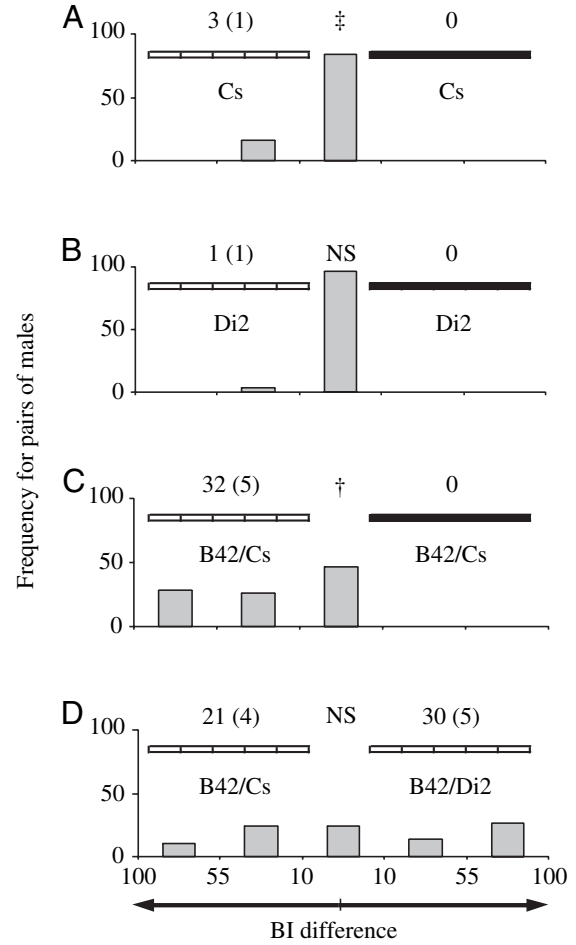 A
3 (1) ‡ 0
100
Cs Cs
50
0
B
1 (1) NS 0
100
Di2 Di2
50
0
C
32 (5) † 0
100
B42/Cs B42/Cs
50
0
D
21 (4) NS 30 (5)
100
B42/Cs B42/Di2
50
0
100 55 10 10 55 100
BI difference
Frequency for pairs of males